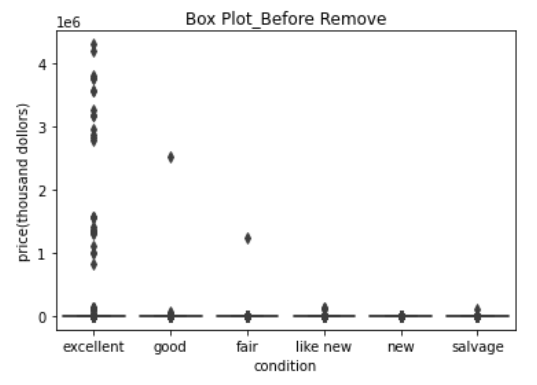 Box Plot_Before Remove
1e6
4
3
2
1
0
price(thousand dollors)
excellent good fair like new new salvage
condition